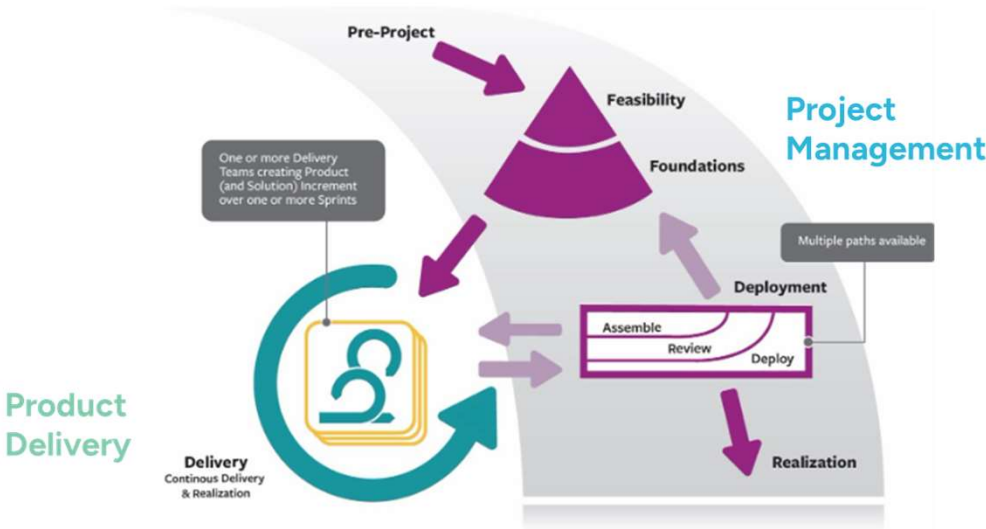 Pre-Project
Feasibility
Foundations
Project
Management
One or more Delivery
Teams creating Product
(and Solution) Increment
over one or more Sprints
Multiple paths available
Deployment
Assemble
Review
Deploy
Product
Delivery
Delivery
Continous Delivery
& Realization
Realization